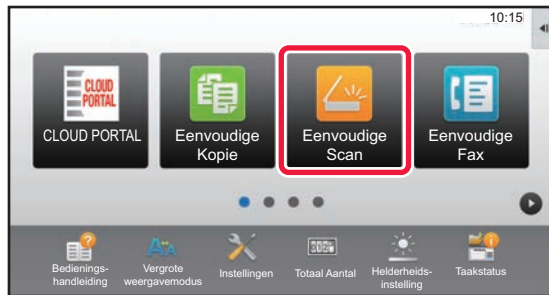 10:15
CLOUD
PORTAL
CLOUD PORTAL
Eenvoudige
Kopie
Eenvoudige
Scan
Eenvoudige
Fax
Bedienings-
handleiding
Vergrote
weergavemodus
Instellingen
Totaal Aantal
Helderheids-
instelling
Taakstatus